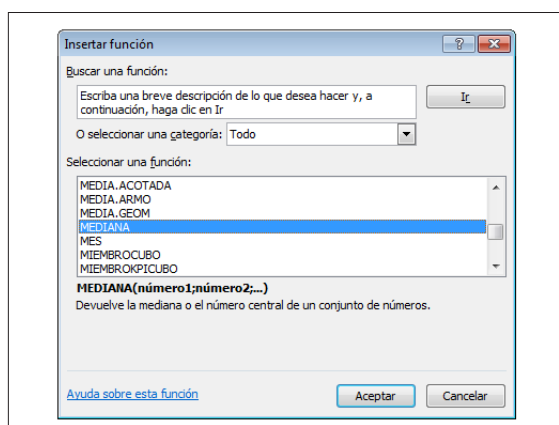 Insertar función
Buscar una función:
Escriba una breve descripción de lo que desea hacer y, a
continuación, haga clic en Ir
Ir
O seleccionar una categoría: Todo
Seleccionar una función:
MEDIA.ACOTADA
MEDIA.ARMO
MEDIA.GEOM
MEDIANA
MES
MIEMBROCUBO
MIEMBROKPICUBO
MEDIANA(número1;número2;...)
Devuelve la mediana o el número central de un conjunto de números.
Ayuda sobre esta función
Aceptar
Cancelar